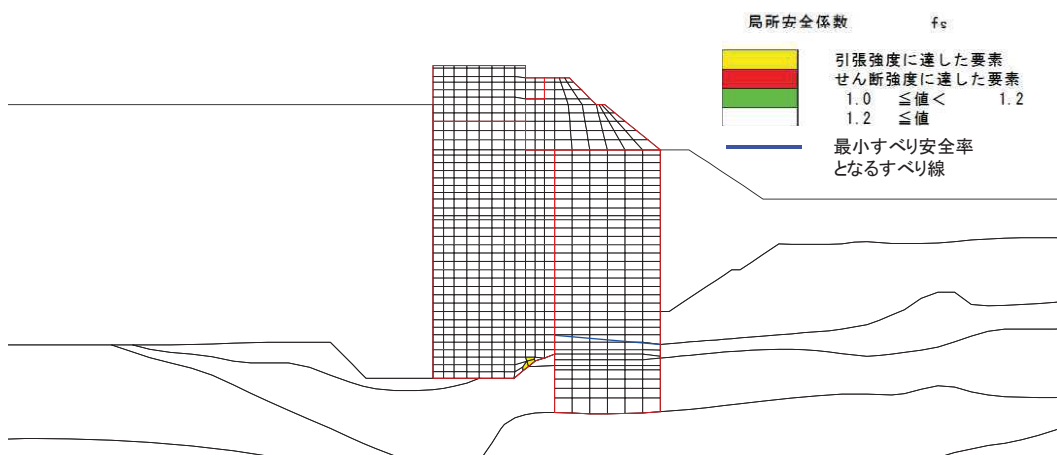 局所安全係数 fs
引張強度に達した要素
せん断強度に達した要素
1.0 ≦値< 1.2
1.2 ≦値
最小すべり安全率
となるすべり線